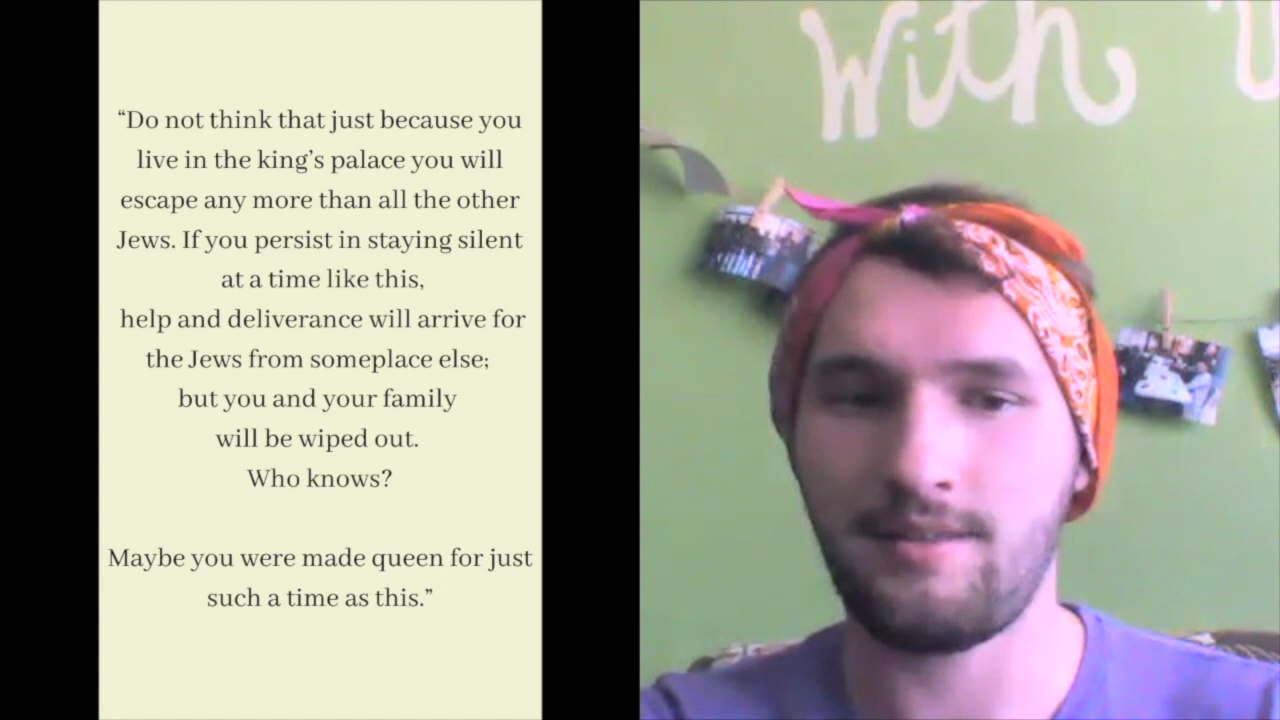 “Do not think that just because you
live in the king’s palace you will
escape any more than all the other
Jews. If you persist in staying silent
at a time like this,
help and deliverance will arrive for
the Jews from someplace else;
but you and your family
will be wiped out.
Who knows?
Maybe you were made queen for just
such a time as this.”
With